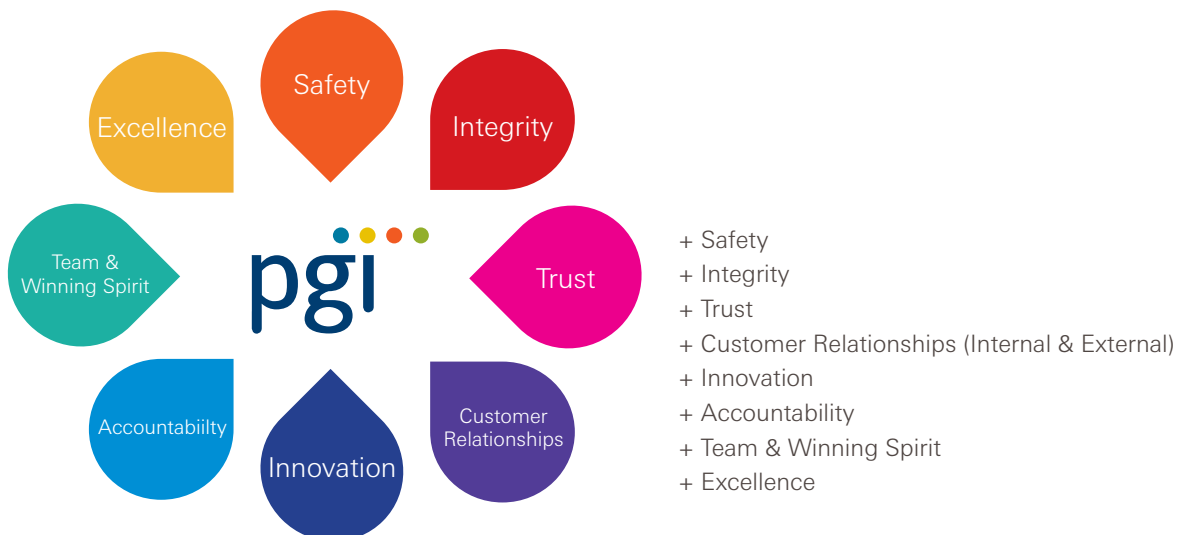 Safety
Excellence
Integrity
Team &
Winning Spirit
pgi
Trust
Accountabiilty
Customer
Relationships
Innovation
+ Safety
+ Integrity
+ Trust
+ Customer Relationships (Internal & External)
+ Innovation
+ Accountability
+ Team & Winning Spirit
+ Excellence